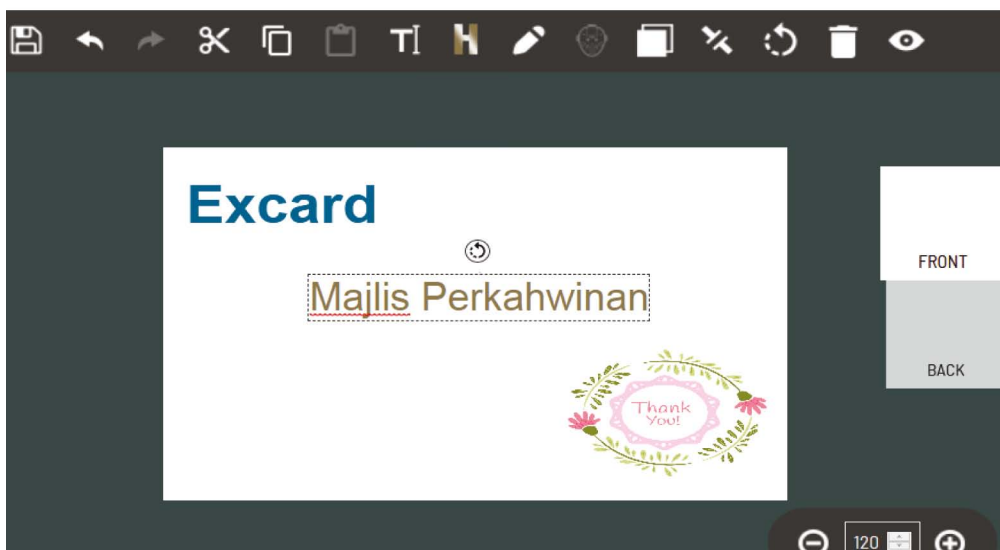 Excard
Majlis Perkahwinan
Thank
You!
FRONT
BACK
120